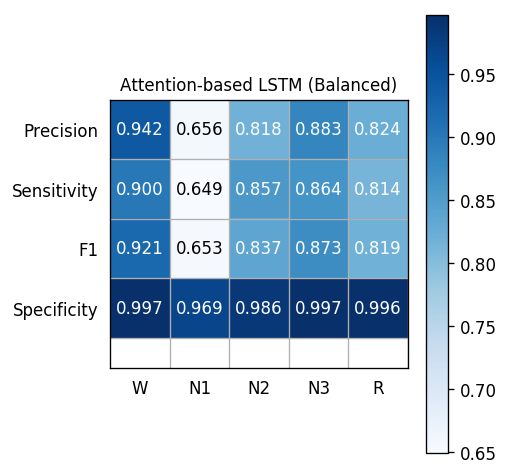 Attention-based LSTM (Balanced)
Precision 0.942 0.656 0.818 0.883 0.824
Sensitivity 0.900 0.649 0.857 0.864 0.814
F1 0.921 0.653 0.837 0.873 0.819
Specificity 0.997 0.969 0.986 0.997 0.996
W N1 N2 N3 R
0.95
0.90
0.85
0.80
0.75
0.70
0.65